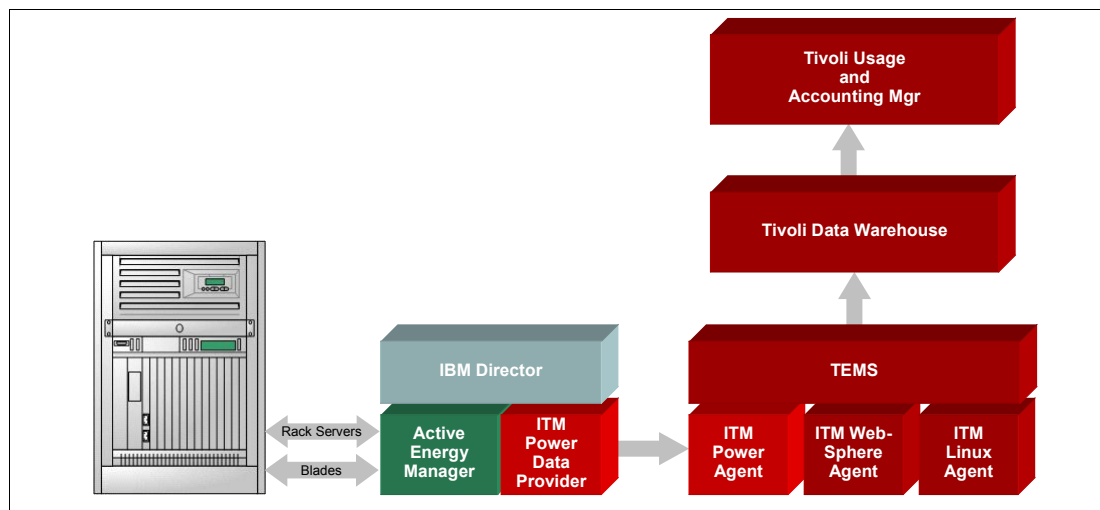 Tivoli Usage
and
Accounting Mgr
Tivoli Data Warehouse
IBM Director
TEMS
Rack Servers
Blades
Active
Energy
Manager
ITM
Power
Data
Provider
ITM
Power
Agent
ITM Web-
Sphere
Agent
ITM
Linux
Agent